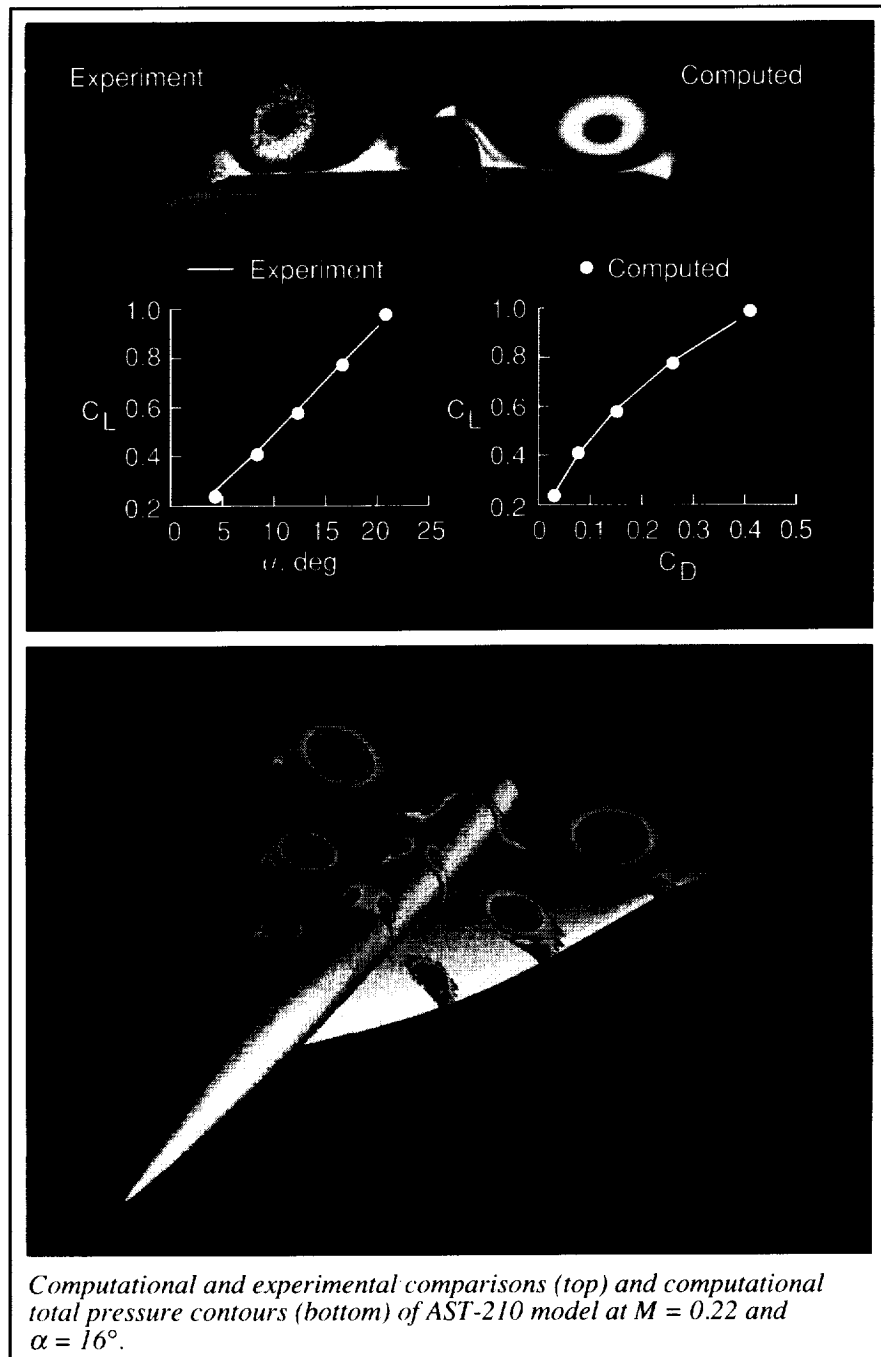 Experiment
Computed
Experiment
Computed
1.0
0.8
C_L 0.6
0.4
0.2
0 5 10 15 20 25
α, deg
1.0
0.8
C_L 0.6
0.4
0.2
0 0.1 0.2 0.3 0.4 0.5
C_D
Computational and experimental comparisons (top) and computational
total pressure contours (bottom) of AST-210 model at M = 0.22 and
α = 16°.